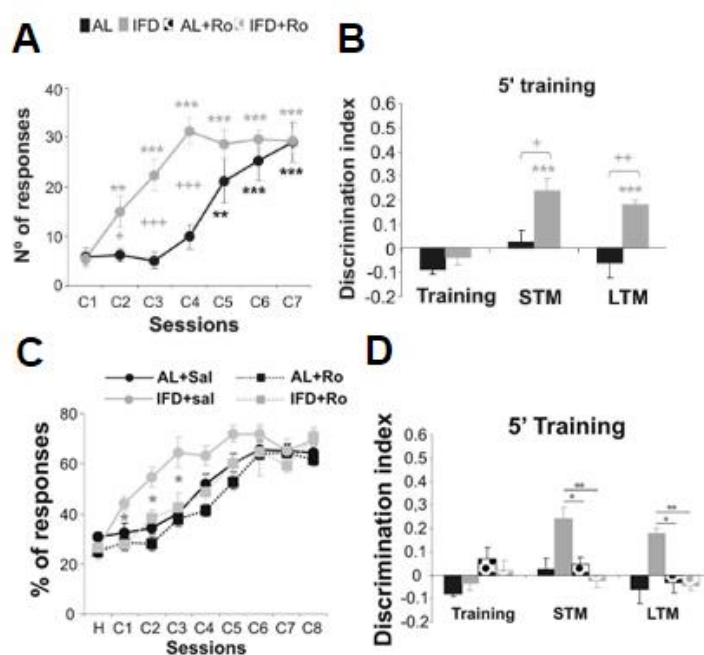 AL IFD AL+Ro IFD+Ro
A
Nº of responses
40
30
20
10
0
***
***
***
***
***
**
+
+++
+++
**
***
***
C1 C2 C3 C4 C5 C6 C7
Sessions
B
5' training
Discrimination index
0.6
0.5
0.4
0.3
0.2
0.1
0
-0.1
-0.2
+
***
++
***
Training STM LTM
C
AL+Sal AL+Ro
IFD+sal IFD+Ro
% of responses
80
60
40
20
0
*
*
*
H C1 C2 C3 C4 C5 C6 C7 C8
Sessions
D
5' Training
Discrimination index
0.6
0.5
0.4
0.3
0.2
0.1
0
-0.1
-0.2
**
*
**
*
Training STM LTM